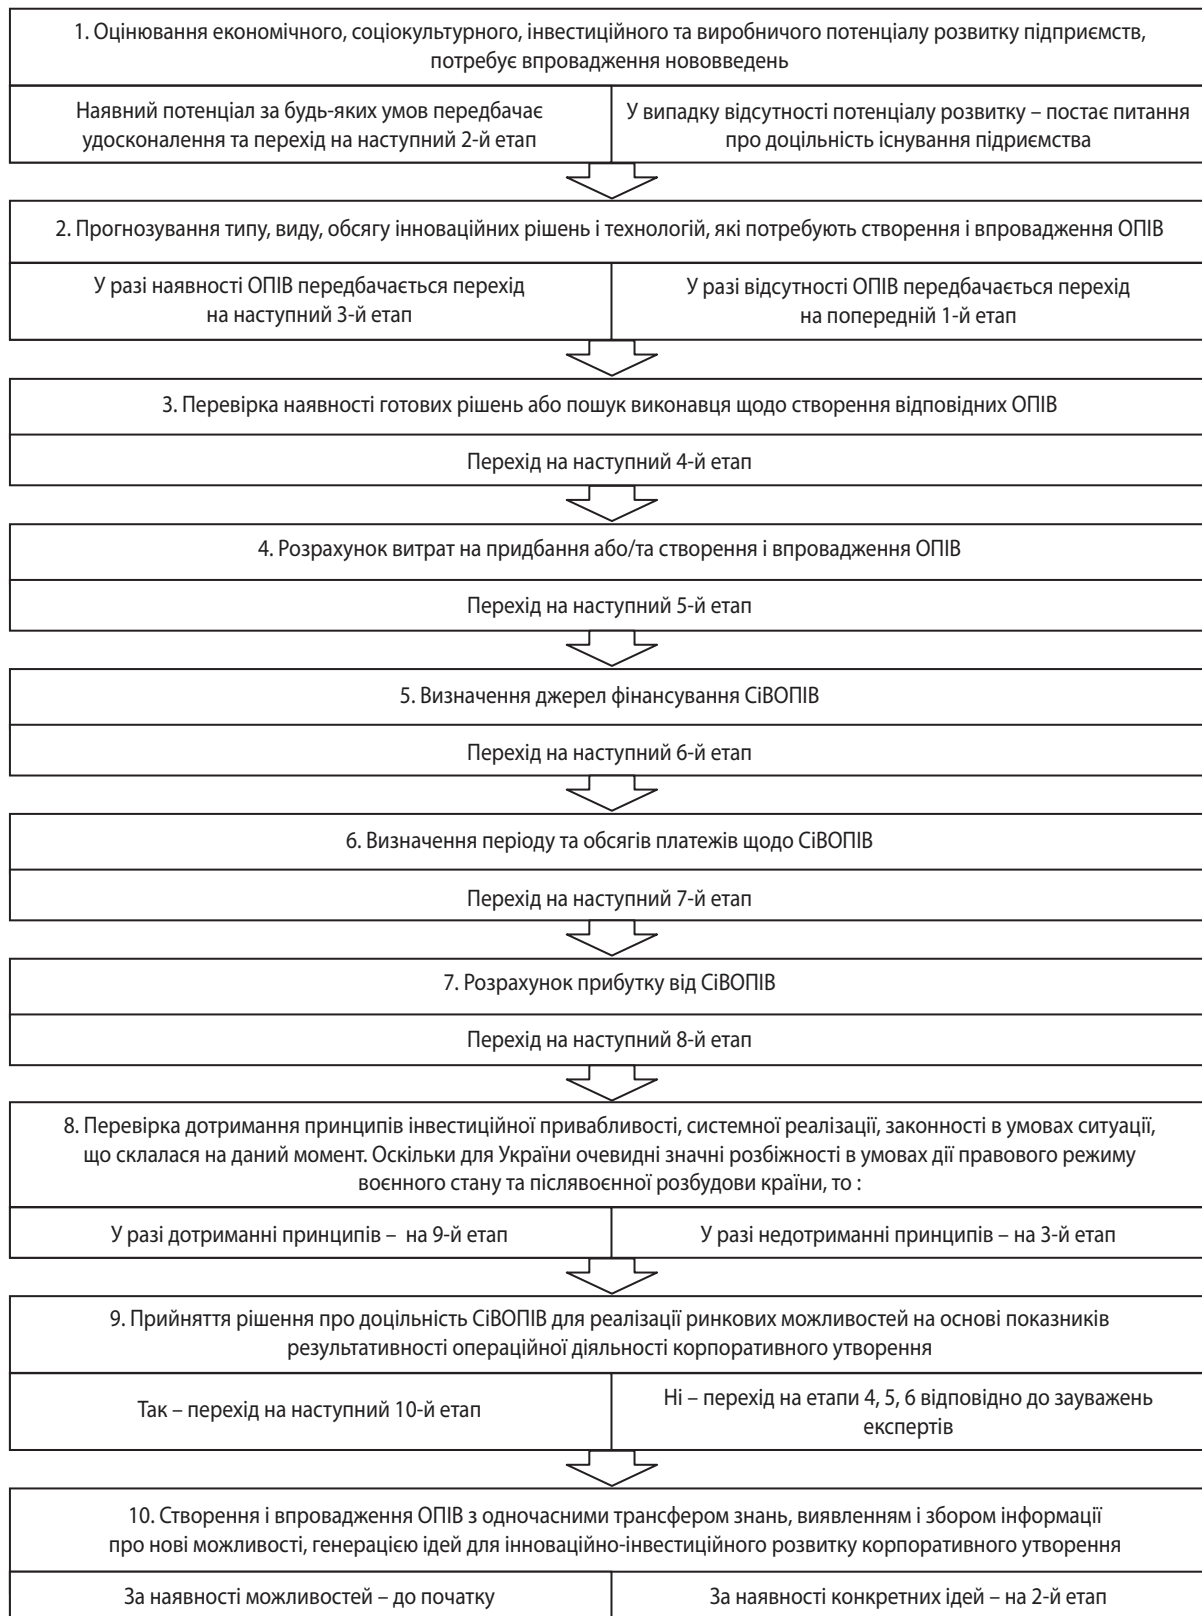 1. Оцінювання економічного, соціокультурного, інвестиційного та виробничого потенціалу розвитку підприємств,
потребує впровадження нововведень
Наявний потенціал за будь-яких умов передбачає
удосконалення та перехід на наступний 2-й етап
У випадку відсутності потенціалу розвитку – постає питання
про доцільність існування підприємства
2. Прогнозування типу, виду, обсягу інноваційних рішень і технологій, які потребують створення і впровадження ОПІВ
У разі наявності ОПІВ передбачається перехід
на наступний 3-й етап
У разі відсутності ОПІВ передбачається перехід
на попередній 1-й етап
3. Перевірка наявності готових рішень або пошук виконавця щодо створення відповідних ОПІВ
Перехід на наступний 4-й етап
4. Розрахунок витрат на придбання або/та створення і впровадження ОПІВ
Перехід на наступний 5-й етап
5. Визначення джерел фінансування СіВОПІВ
Перехід на наступний 6-й етап
6. Визначення періоду та обсягів платежів щодо СіВОПІВ
Перехід на наступний 7-й етап
7. Розрахунок прибутку від СіВОПІВ
Перехід на наступний 8-й етап
8. Перевірка дотримання принципів інвестиційної привабливості, системної реалізації, законності в умовах ситуації,
що склалася на даний момент. Оскільки для України очевидні значні розбіжності в умовах дії правового режиму
воєнного стану та післявоєнної розбудови країни, то :
У разі дотриманні принципів – на 9-й етап
У разі недотриманні принципів – на 3-й етап
9. Прийняття рішення про доцільність СіВОПІВ для реалізації ринкових можливостей на основі показників
результативності операційної діяльності корпоративного утворення
Так – перехід на наступний 10-й етап
Ні – перехід на етапи 4, 5, 6 відповідно до зауважень
експертів
10. Створення і впровадження ОПІВ з одночасними трансфером знань, виявленням і збором інформації
про нові можливості, генерацією ідей для інноваційно-інвестиційного розвитку корпоративного утворення
За наявності можливостей – до початку
За наявності конкретних ідей – на 2-й етап